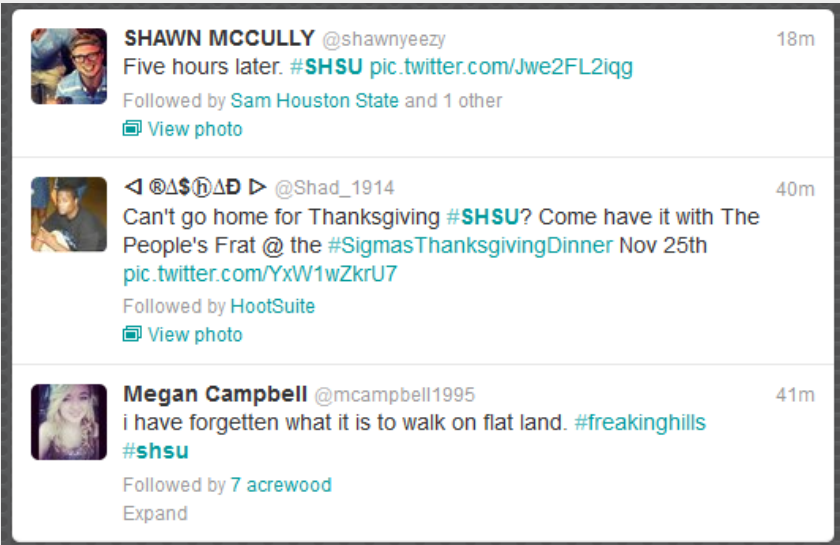 SHAWN MCCULLY @shawnyeezy 18m
Five hours later. #SHSU pic.twitter.com/Jwe2FL2iqg
Followed by Sam Houston State and 1 other
View photo
ᐊ ®∆$ⓗ∆Ð ᐅ @Shad_1914 40m
Can't go home for Thanksgiving #SHSU? Come have it with The
People's Frat @ the #SigmasThanksgivingDinner Nov 25th
pic.twitter.com/YxW1wZkrU7
Followed by HootSuite
View photo
Megan Campbell @mcampbell1995 41m
i have forgetten what it is to walk on flat land. #freakinghills
#shsu
Followed by 7 acrewood
Expand